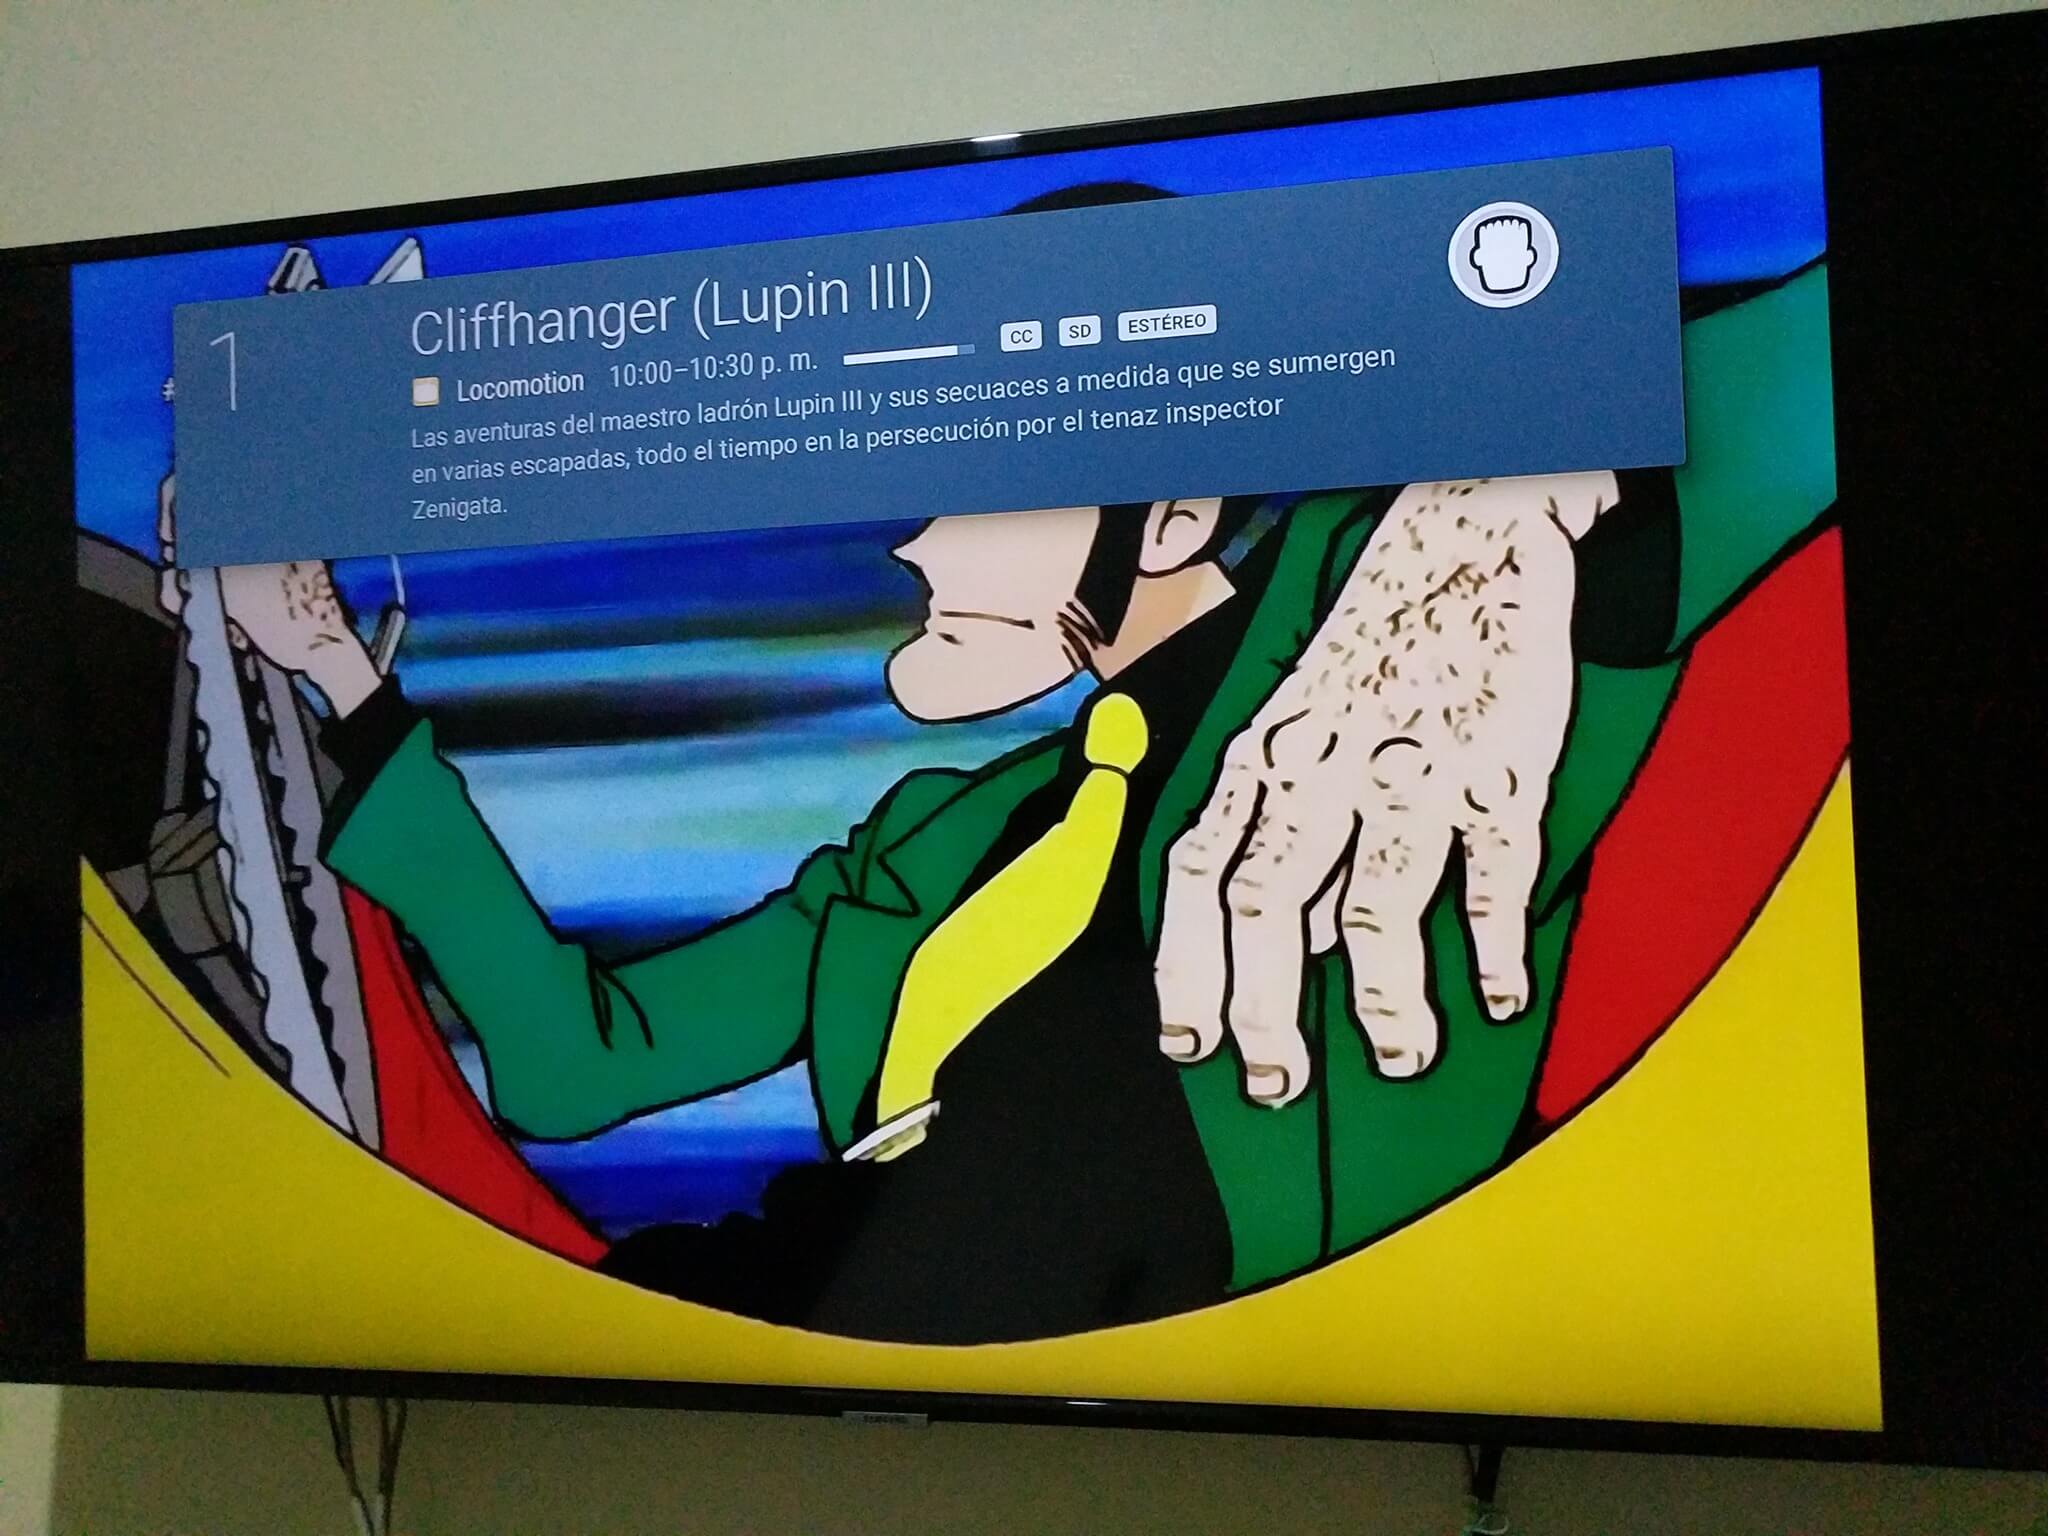 1
Cliffhanger (Lupin III)
Locomotion 10:00–10:30 p. m. CC SD ESTÉREO
Las aventuras del maestro ladrón Lupin III y sus secuaces a medida que se sumergen
en varias escapadas, todo el tiempo en la persecución por el tenaz inspector
Zenigata.
#
SAMSUNG